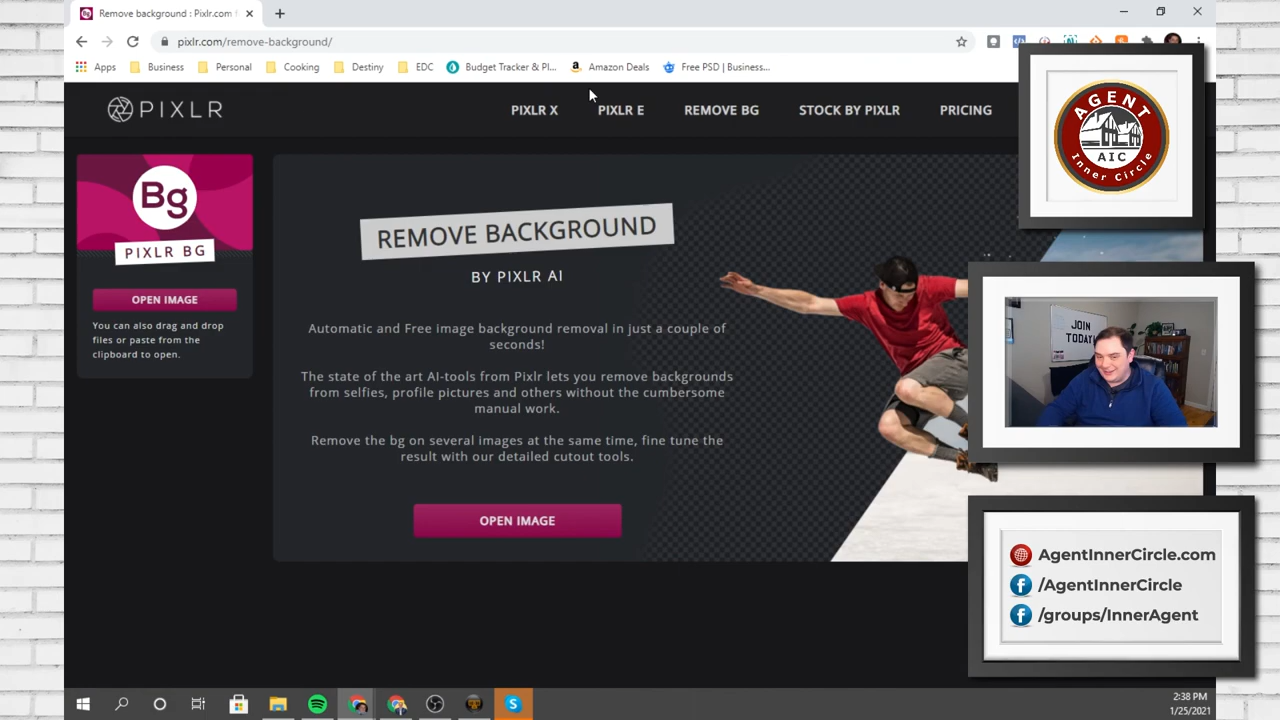 Remove background : Pixlr.com
pixlr.com/remove-background/
Apps
Business
Personal
Cooking
Destiny
EDC
Budget Tracker & Pl...
Amazon Deals
Free PSD | Business...
PIXLR
PIXLR X
PIXLR E
REMOVE BG
STOCK BY PIXLR
PRICING
Bg
PIXLR BG
OPEN IMAGE
You can also drag and drop
files or paste from the
clipboard to open.
REMOVE BACKGROUND
BY PIXLR AI
Automatic and Free image background removal in just a couple of
seconds!
The state of the art AI-tools from Pixlr lets you remove backgrounds
from selfies, profile pictures and others without the cumbersome
manual work.
Remove the bg on several images at the same time, fine tune the
result with our detailed cutout tools.
OPEN IMAGE
AGENT
AIC
Inner Circle
JOIN
TODAY!
AgentInnerCircle.com
/AgentInnerCircle
/groups/InnerAgent
2:38 PM
1/25/2021